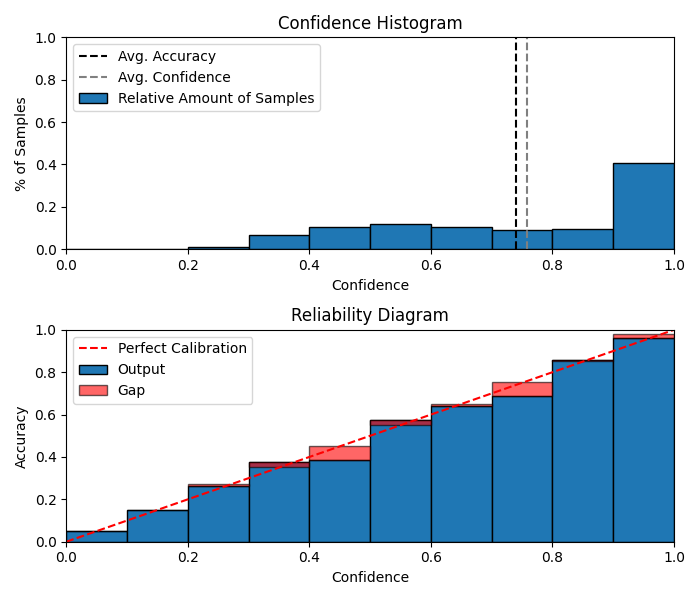 Confidence Histogram
1.0
0.8
0.6
0.4
0.2
0.0
% of Samples
Avg. Accuracy
Avg. Confidence
Relative Amount of Samples
0.0 0.2 0.4 0.6 0.8 1.0
Confidence
Reliability Diagram
1.0
0.8
0.6
0.4
0.2
0.0
Accuracy
Perfect Calibration
Output
Gap
0.0 0.2 0.4 0.6 0.8 1.0
Confidence